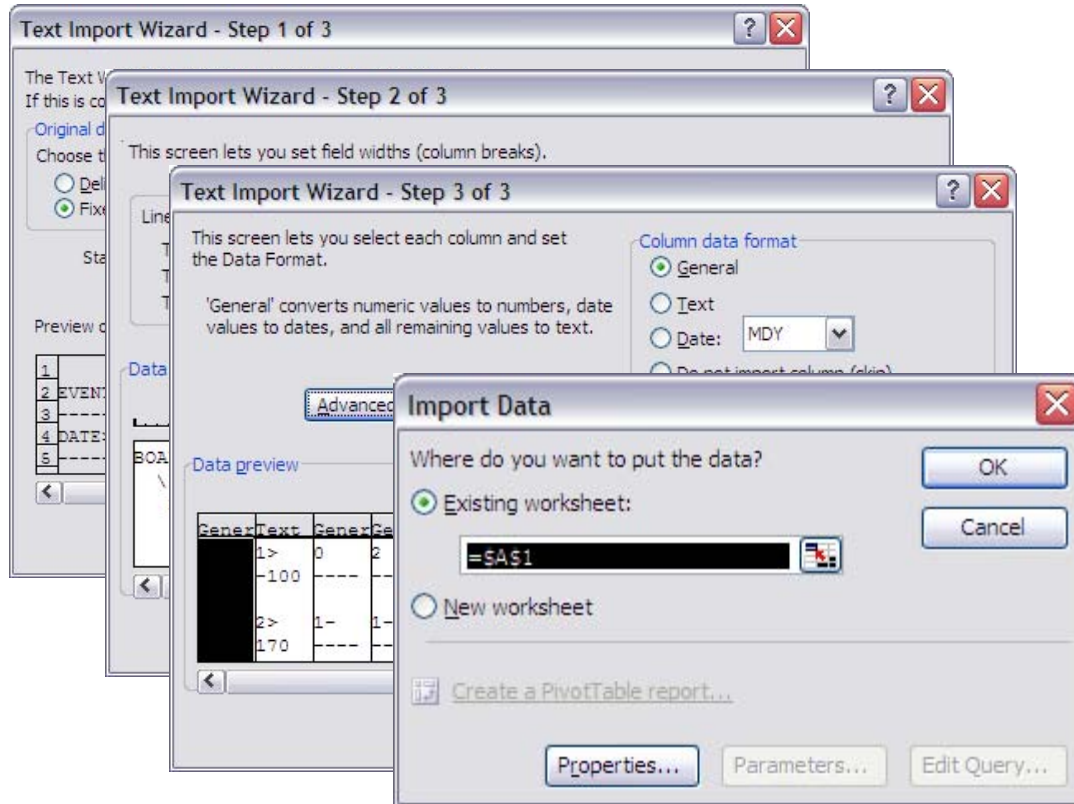 Text Import Wizard - Step 1 of 3
The Text
If this is co
Original d
Choose t
Preview
1
2 EVEN
3 -----
4 DATE:
5 -----
Text Import Wizard - Step 2 of 3
This screen lets you set field widths (column breaks).
Line
Data
BOA
\
Text Import Wizard - Step 3 of 3
This screen lets you select each column and set
the Data Format.
'General' converts numeric values to numbers, date
values to dates, and all remaining values to text.
Column data format
General
Text
Date: MDY
Do not import column (skip)
Advanced
Data preview
Gener Text Gener Ge
1> 0 2
-100 ---- --
2> 1- 1-
170 ---- --
Import Data
Where do you want to put the data?
Existing worksheet:
=$A$1
New worksheet
Create a PivotTable report...
OK
Cancel
Properties... Parameters... Edit Query...